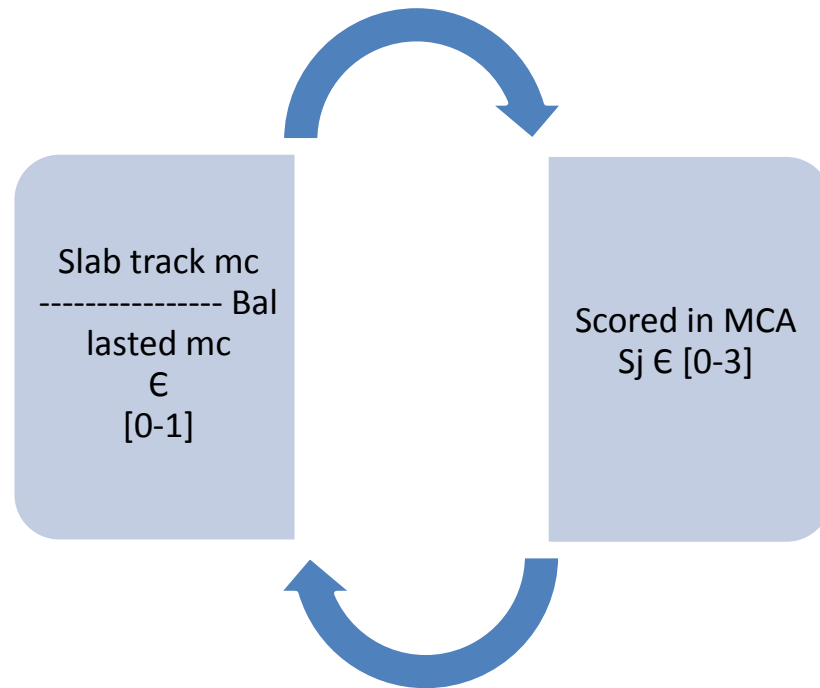 Slab track mc
---------------- Bal
lasted mc
Є
[0-1]
Scored in MCA
Sj Є [0-3]